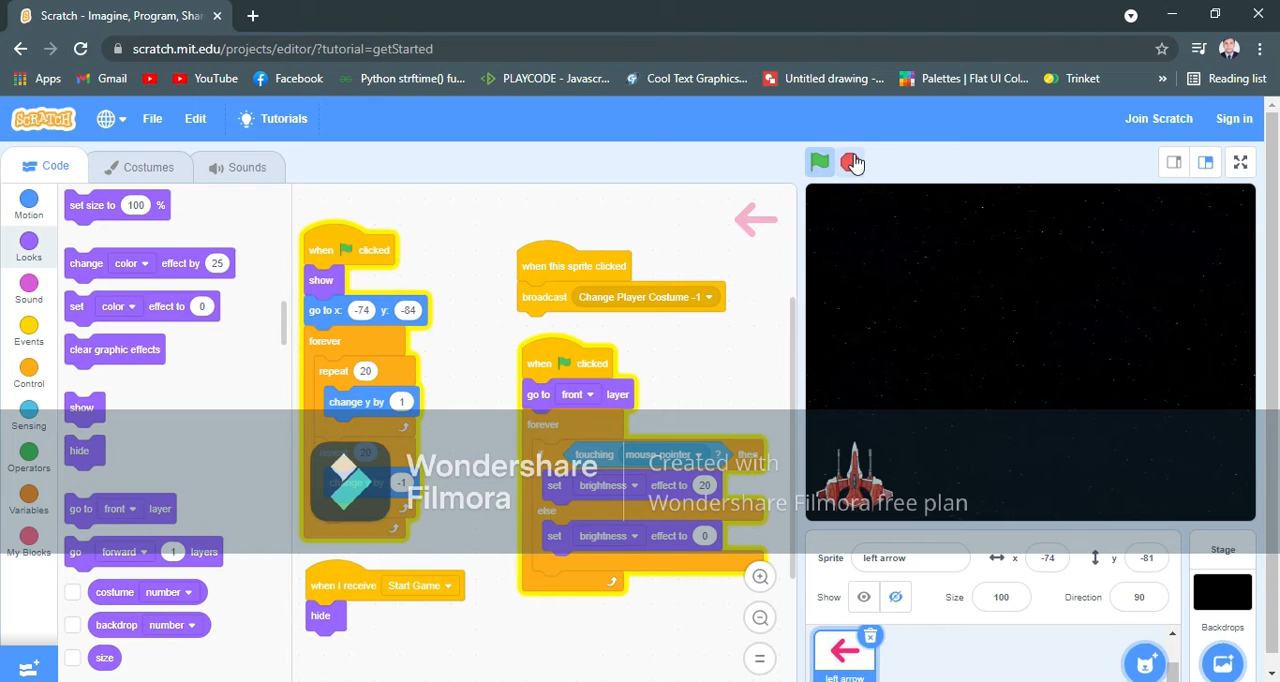 Scratch - Imagine, Program, Shar
scratch.mit.edu/projects/editor/?tutorial=getStarted
Apps Gmail YouTube Facebook Python strftime() fu... PLAYCODE - Javascr... Cool Text Graphics... Untitled drawing -... Palettes | Flat UI Col... Trinket » Reading list
SCRATCH File Edit Tutorials Join Scratch Sign in
Code Costumes Sounds
Motion
Looks
Sound
Events
Control
Sensing
Operators
Variables
My Blocks
set size to 100 %
change color effect by 25
set color effect to 0
clear graphic effects
show
hide
go to front layer
go forward 1 layers
costume number
backdrop number
size
when clicked
show
go to x: -74 y: -84
forever
repeat 20
change y by 1
repeat 20
change y by -1
when I receive Start Game
hide
when this sprite clicked
broadcast Change Player Costume -1
when clicked
go to front layer
forever
if touching mouse-pointer ? then
set brightness effect to 20
else
set brightness effect to 0
Wondershare
Filmora
Created with
Wondershare Filmora free plan
Sprite left arrow x -74 y -81
Show Size 100 Direction 90
left arrow
Stage
Backdrops